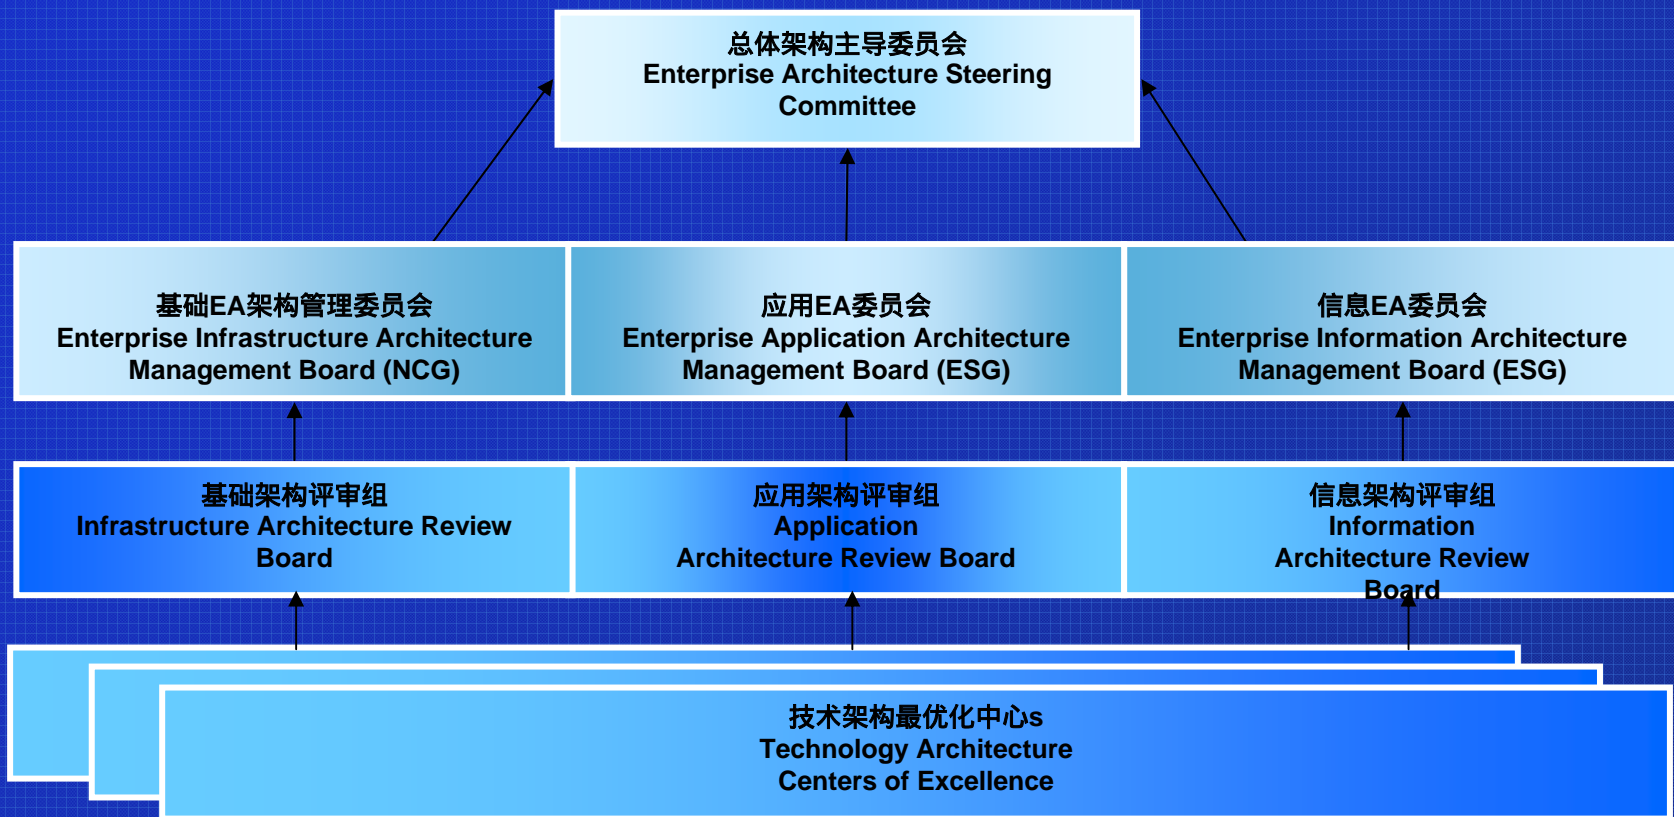 总体架构主导委员会
Enterprise Architecture Steering
Committee
基础EA架构管理委员会
Enterprise Infrastructure Architecture
Management Board (NCG)
应用EA委员会
Enterprise Application Architecture
Management Board (ESG)
信息EA委员会
Enterprise Information Architecture
Management Board (ESG)
基础架构评审组
Infrastructure Architecture Review
Board
应用架构评审组
Application
Architecture Review Board
信息架构评审组
Information
Architecture Review
Board
技术架构最优化中心s
Technology Architecture
Centers of Excellence